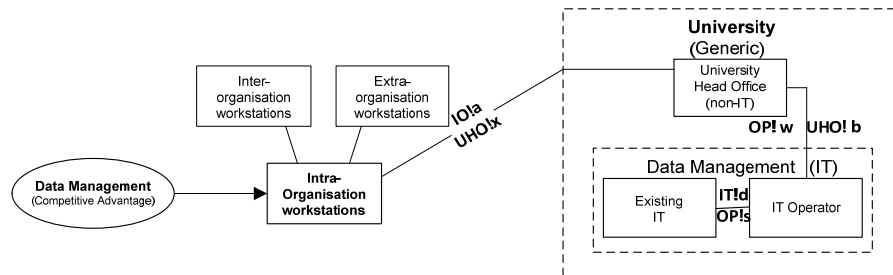 University
(Generic)
Inter-
organisation
workstations
Extra-
organisation
workstations
IO!a
UHO!x
University
Head Office
(non-IT)
OP! w
UHO! b
Data Management
(Competitive Advantage)
Intra-
Organisation
workstations
Data Management (IT)
Existing
IT
IT!d
OP!s
IT Operator